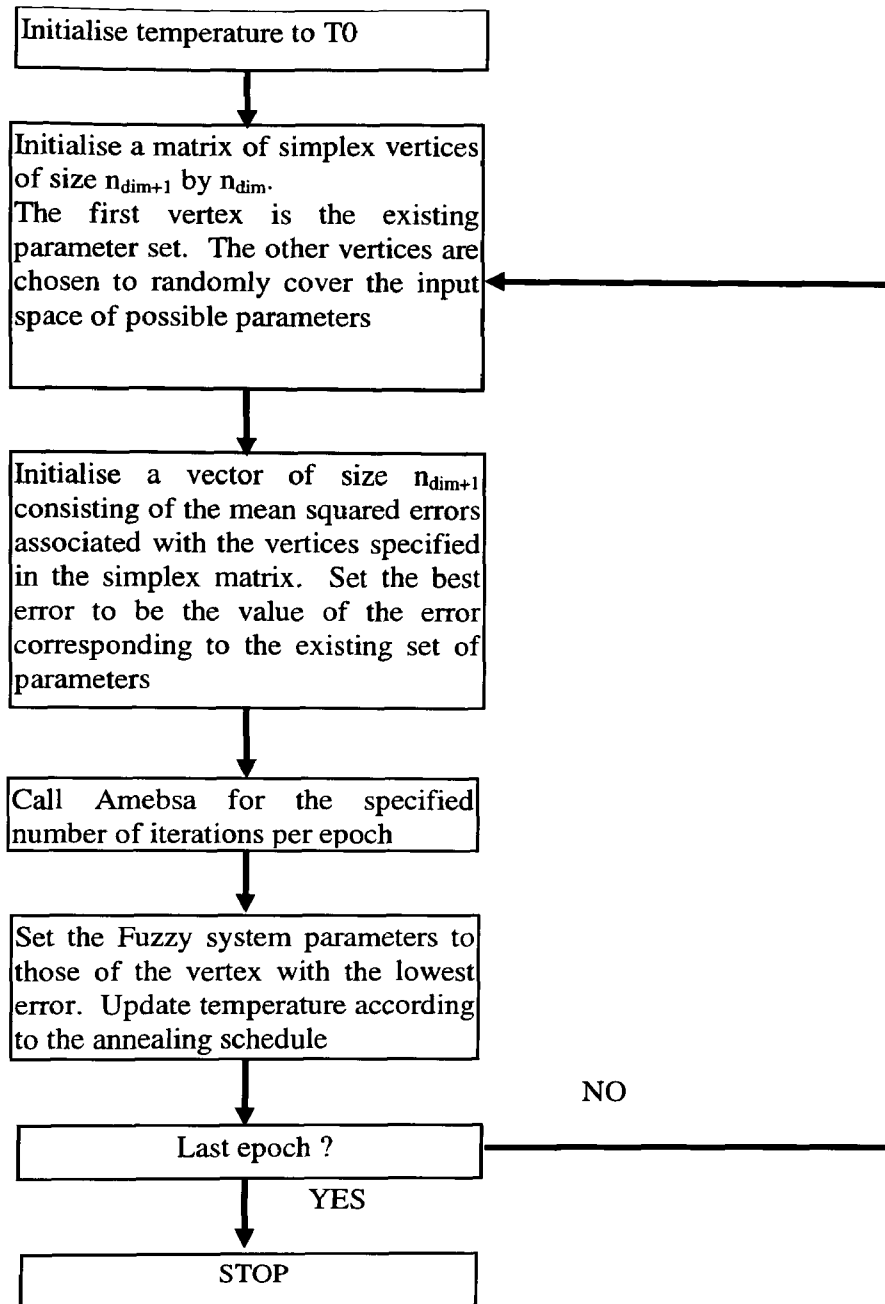 Initialise temperature to T0
Initialise a matrix of simplex vertices
of size n_dim+1 by n_dim.
The first vertex is the existing
parameter set. The other vertices are
chosen to randomly cover the input
space of possible parameters
Initialise a vector of size n_dim+1
consisting of the mean squared errors
associated with the vertices specified
in the simplex matrix. Set the best
error to be the value of the error
corresponding to the existing set of
parameters
Call Amebsa for the specified
number of iterations per epoch
Set the Fuzzy system parameters to
those of the vertex with the lowest
error. Update temperature according
to the annealing schedule
NO
Last epoch ?
YES
STOP